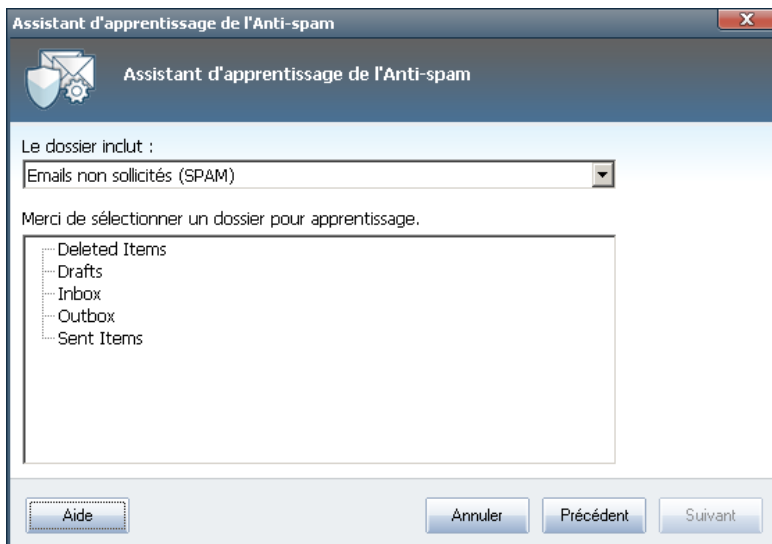 Assistant d'apprentissage de l'Anti-spam
Assistant d'apprentissage de l'Anti-spam
Le dossier inclut :
Emails non sollicités (SPAM)
Merci de sélectionner un dossier pour apprentissage.
Deleted Items
Drafts
Inbox
Outbox
Sent Items
Aide
Annuler
Précédent
Suivant